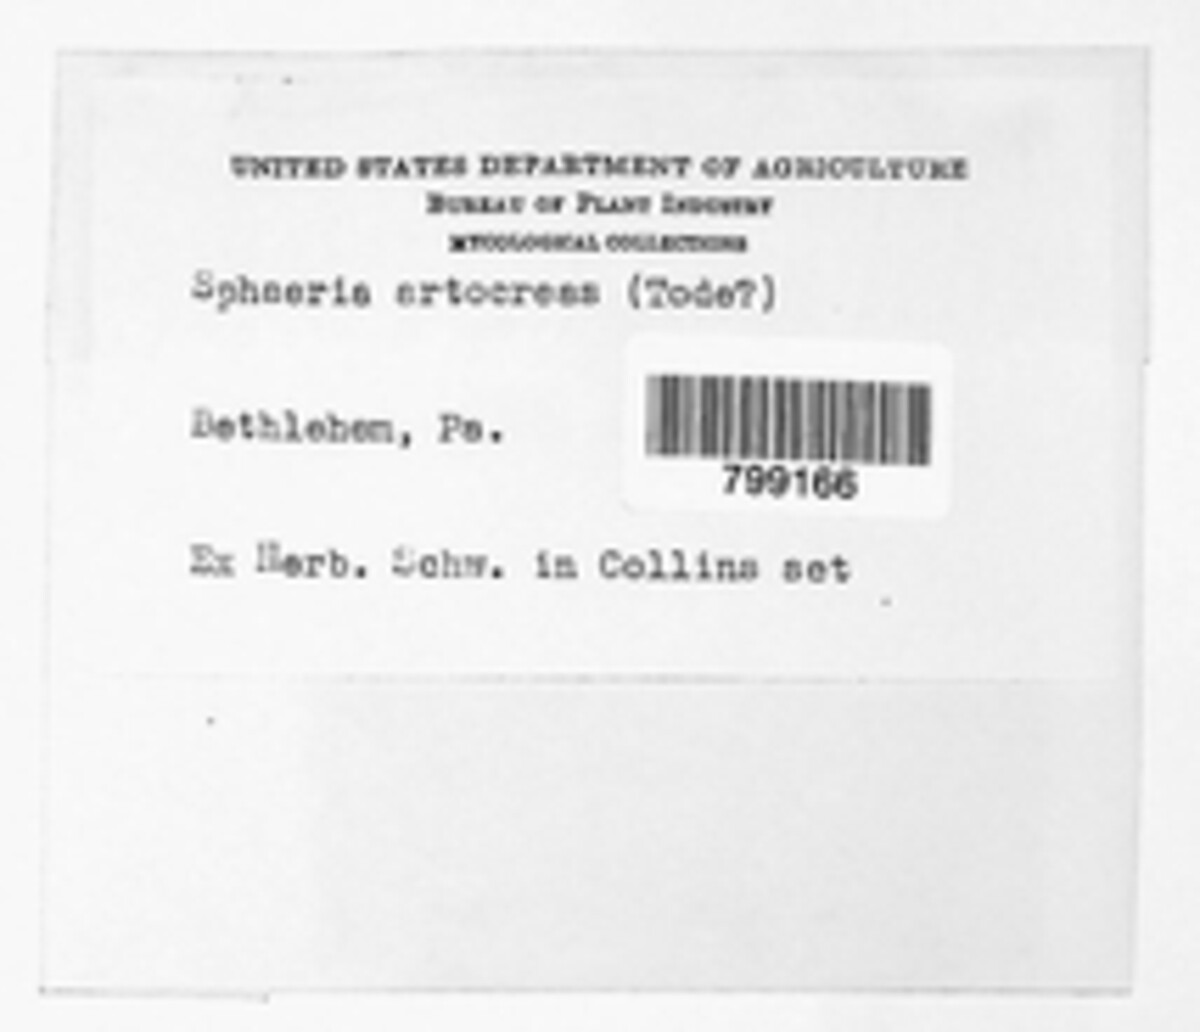 UNITED STATES DEPARTMENT OF AGRICULTURE
BUREAU OF PLANT INDUSTRY
MYCOLOGICAL COLLECTIONS
Sphaeria artocreas (Tode?)
Bethlehem, Pa.
799166
Ex Herb. Schw. in Collins set